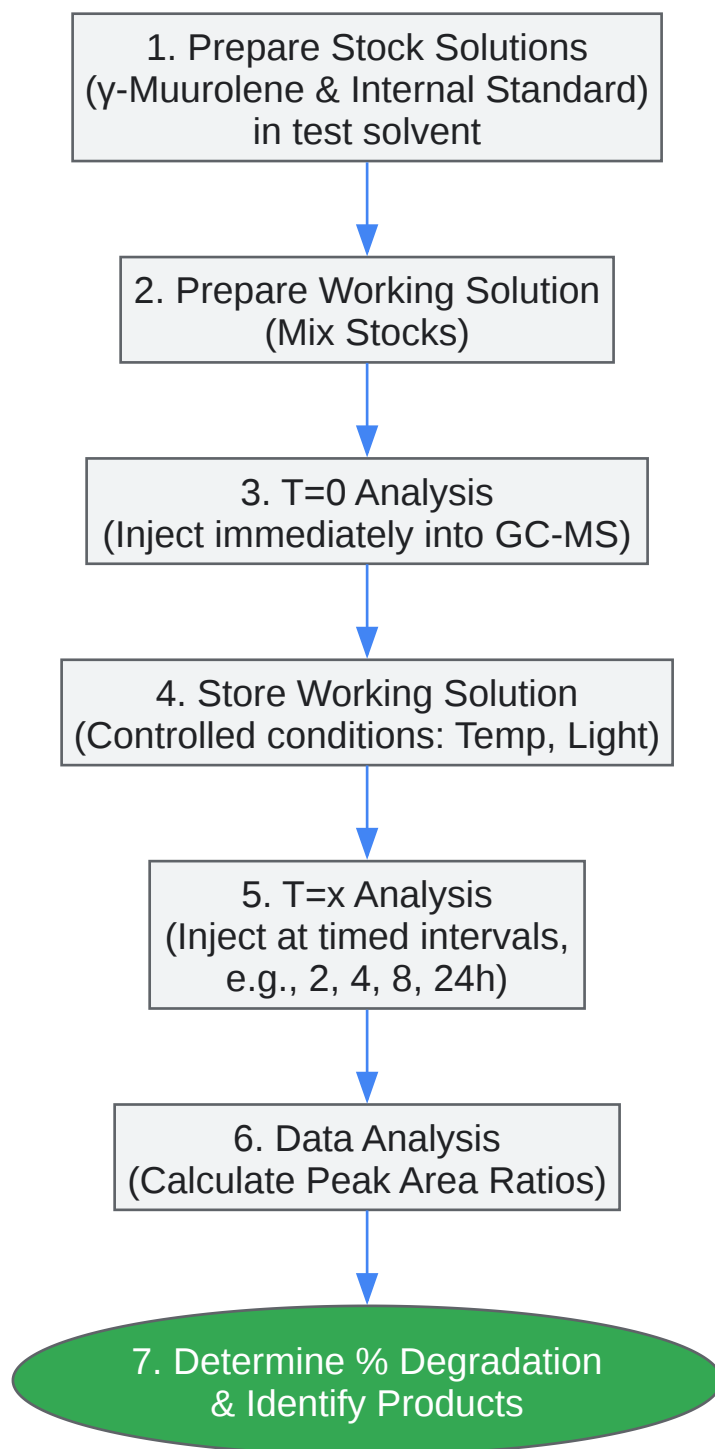 1. Prepare Stock Solutions
(γ-Muurolene & Internal Standard)
in test solvent
2. Prepare Working Solution
(Mix Stocks)
3. T=0 Analysis
(Inject immediately into GC-MS)
4. Store Working Solution
(Controlled conditions: Temp, Light)
5. T=x Analysis
(Inject at timed intervals,
e.g., 2, 4, 8, 24h)
6. Data Analysis
(Calculate Peak Area Ratios)
7. Determine % Degradation
& Identify Products